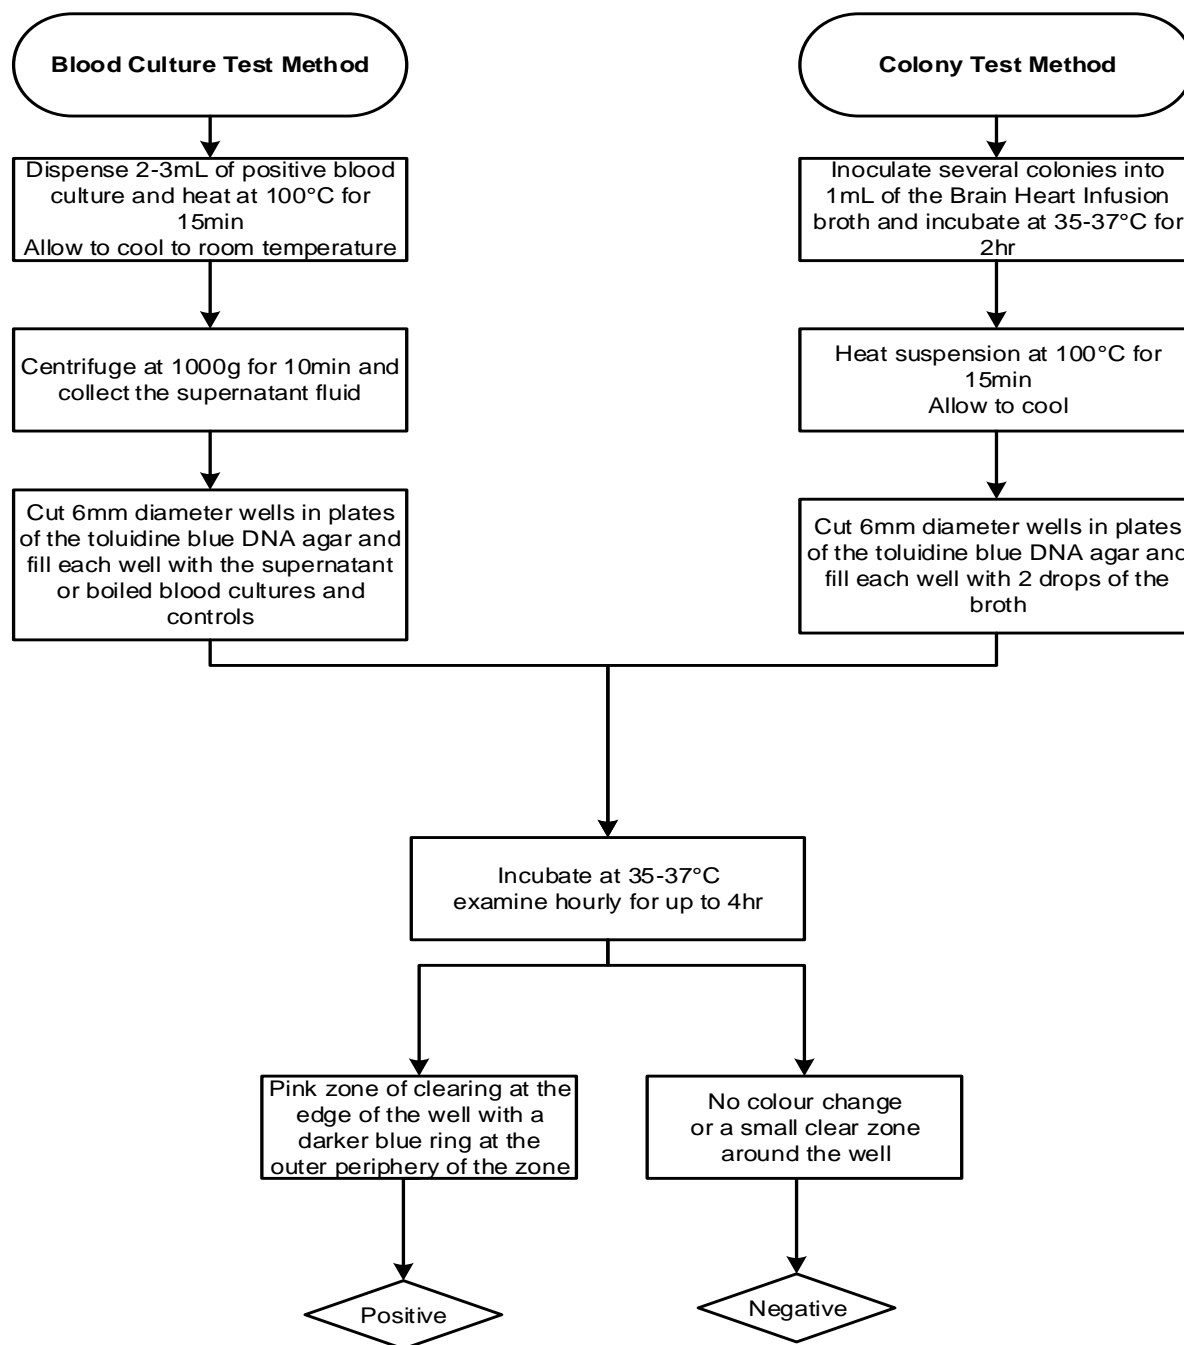 Blood Culture Test Method
Dispense 2-3mL of positive blood
culture and heat at 100°C for
15min
Allow to cool to room temperature
Centrifuge at 1000g for 10min and
collect the supernatant fluid
Cut 6mm diameter wells in plates
of the toluidine blue DNA agar and
fill each well with the supernatant
or boiled blood cultures and
controls
Colony Test Method
Inoculate several colonies into
1mL of the Brain Heart Infusion
broth and incubate at 35-37°C for
2hr
Heat suspension at 100°C for
15min
Allow to cool
Cut 6mm diameter wells in plates
of the toluidine blue DNA agar and
fill each well with 2 drops of the
broth
Incubate at 35-37°C
examine hourly for up to 4hr
Pink zone of clearing at the
edge of the well with a
darker blue ring at the
outer periphery of the zone
Positive
No colour change
or a small clear zone
around the well
Negative